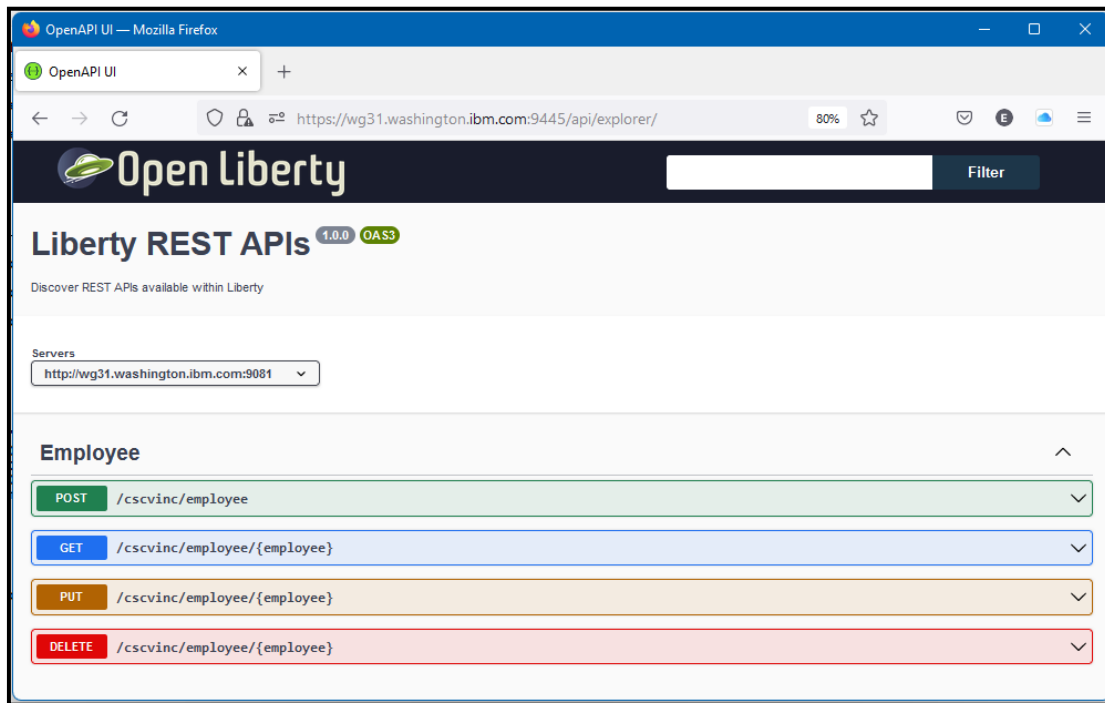 OpenAPI UI — Mozilla Firefox
OpenAPI UI
https://wg31.washington.ibm.com:9445/api/explorer/ 80% E
Open Liberty Filter
Liberty REST APIs 1.0.0 OAS3
Discover REST APIs available within Liberty
Servers
http://wg31.washington.ibm.com:9081
Employee
POST /cscvinc/employee
GET /cscvinc/employee/{employee}
PUT /cscvinc/employee/{employee}
DELETE /cscvinc/employee/{employee}